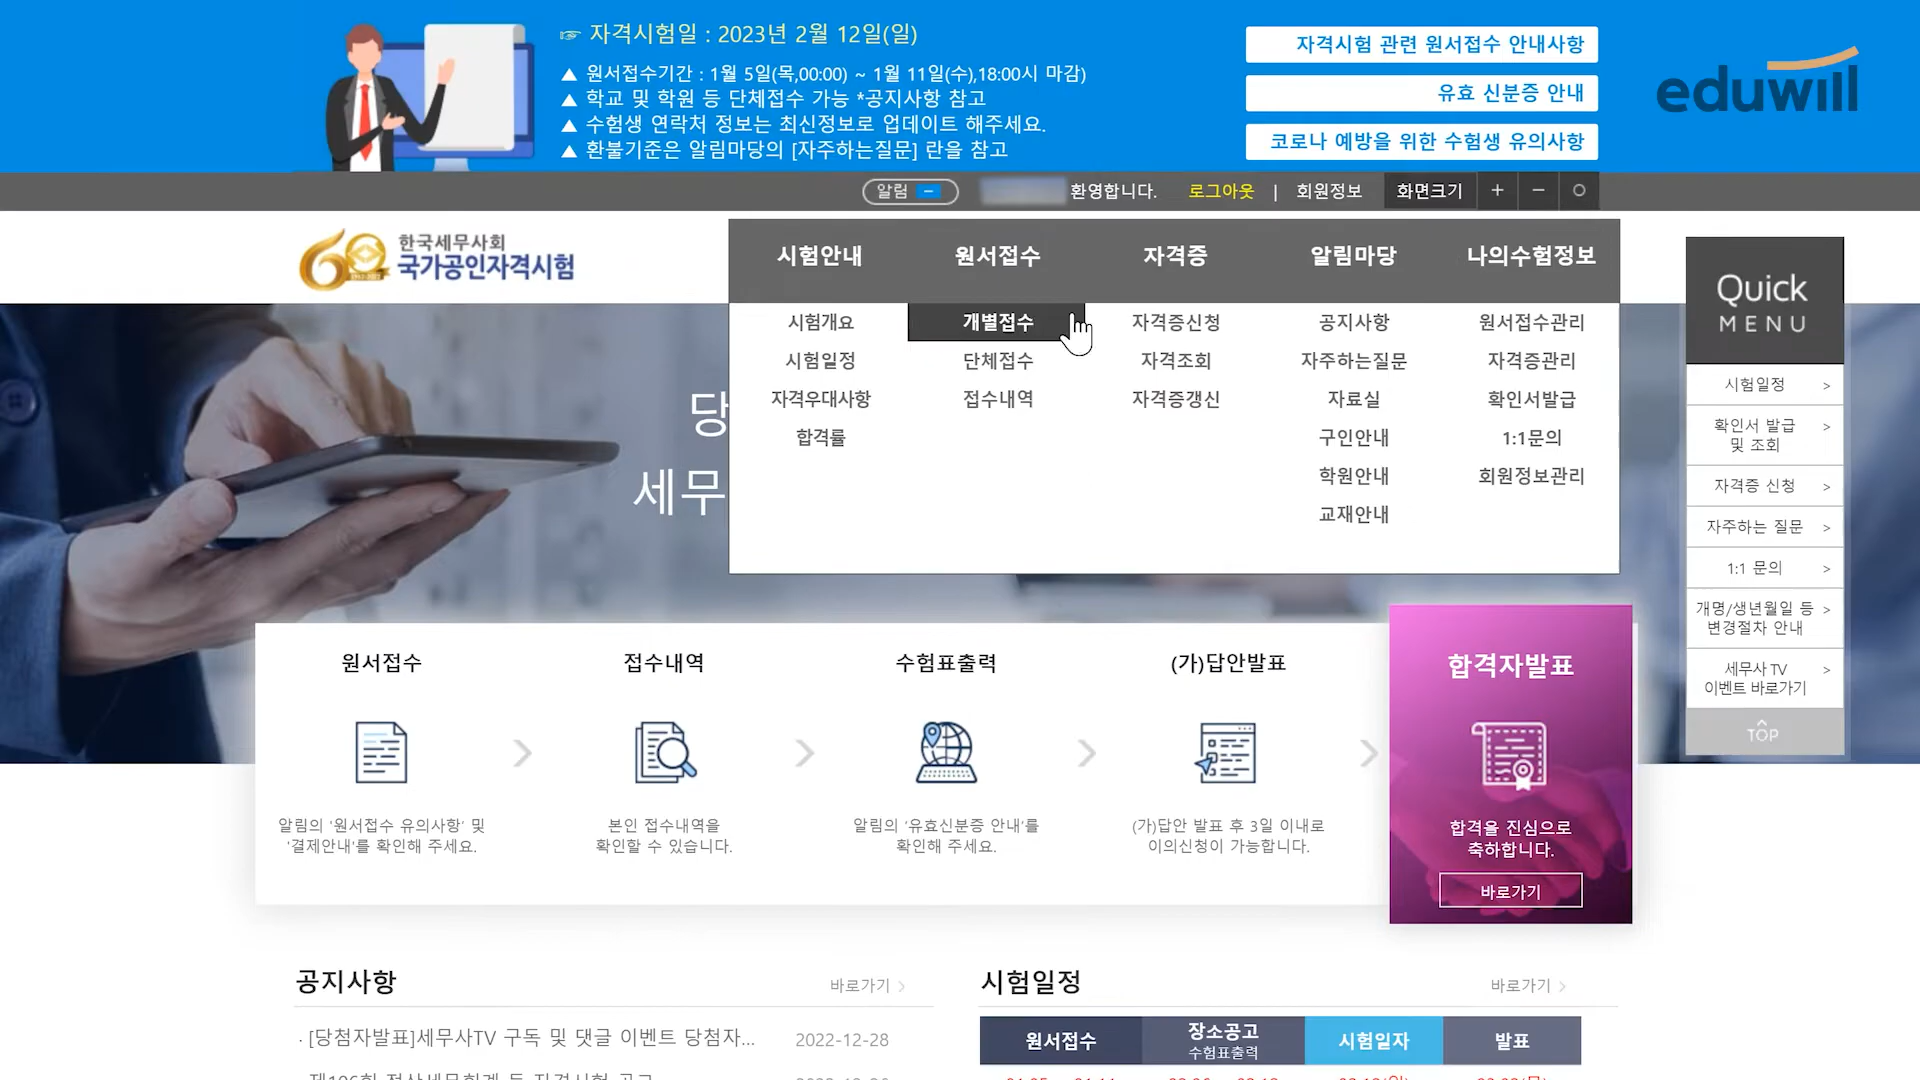 ☞ 자격시험일 : 2023년 2월 12일(일)
▲ 원서접수기간 : 1월 5일(목,00:00) ~ 1월 11일(수),18:00시 마감)
▲ 학교 및 학원 등 단체접수 가능 *공지사항 참고
▲ 수험생 연락처 정보는 최신정보로 업데이트 해주세요.
▲ 환불기준은 알림마당의 [자주하는질문] 란을 참고
자격시험 관련 원서접수 안내사항
유효 신분증 안내
코로나 예방을 위한 수험생 유의사항
eduwill
알림
환영합니다. 로그아웃 | 회원정보 화면크기 + − ○
60
한국세무사회
국가공인자격시험
시험안내 원서접수 자격증 알림마당 나의수험정보
시험개요 개별접수 자격증신청 공지사항 원서접수관리
시험일정 단체접수 자격조회 자주하는질문 자격증관리
자격우대사항 접수내역 자격증갱신 자료실 확인서발급
합격률 구인안내 1:1문의
학원안내 회원정보관리
교재안내
당
세무
Quick
MENU
시험일정 >
확인서 발급 >
및 조회
자격증 신청 >
자주하는 질문 >
1:1 문의 >
개명/생년월일 등 >
변경절차 안내
세무사 TV >
이벤트 바로가기
TOP
원서접수
알림의 '원서접수 유의사항' 및
'결제안내'를 확인해 주세요.
접수내역
본인 접수내역을
확인할 수 있습니다.
수험표출력
알림의 '유효신분증 안내'를
확인해 주세요.
(가)답안발표
(가)답안 발표 후 3일 이내로
이의신청이 가능합니다.
합격자발표
합격을 진심으로
축하합니다.
바로가기
공지사항 바로가기 >
· [당첨자발표]세무사TV 구독 및 댓글 이벤트 당첨자... 2022-12-28
시험일정 바로가기 >
원서접수 장소공고 시험일자 발표
수험표출력